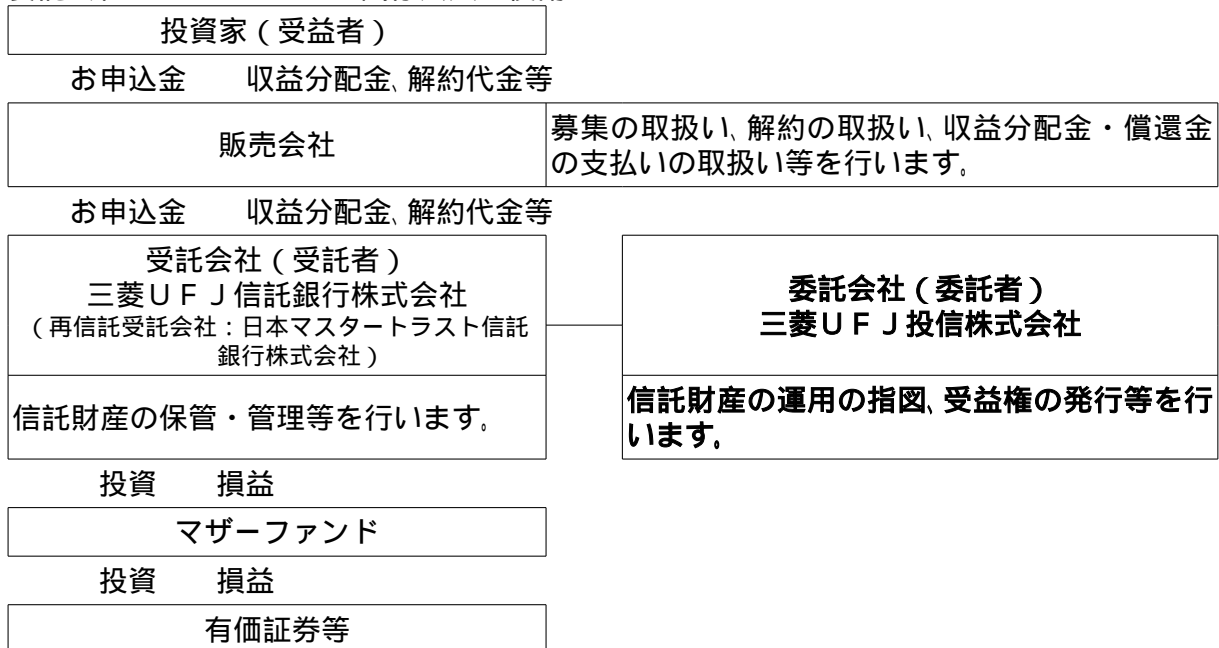 投資家（受益者）
お申込金　　収益分配金、解約代金等
販売会社
募集の取扱い、解約の取扱い、収益分配金・償還金
の支払いの取扱い等を行います。
お申込金　　収益分配金、解約代金等
受託会社（受託者）
三菱ＵＦＪ信託銀行株式会社
（再信託受託会社：日本マスタートラスト信託
銀行株式会社）
委託会社（委託者）
三菱ＵＦＪ投信株式会社
信託財産の保管・管理等を行います。
信託財産の運用の指図、受益権の発行等を行
います。
投資　　損益
マザーファンド
投資　　損益
有価証券等